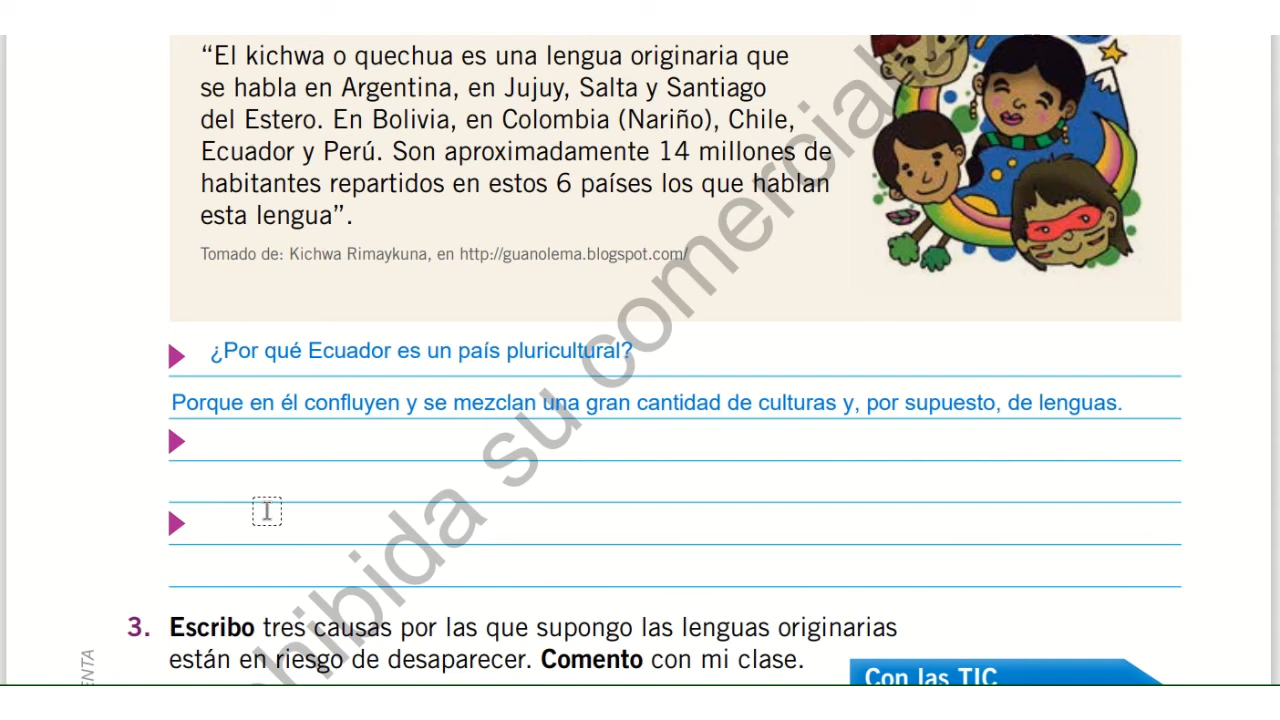 “El kichwa o quechua es una lengua originaria que
se habla en Argentina, en Jujuy, Salta y Santiago
del Estero. En Bolivia, en Colombia (Nariño), Chile,
Ecuador y Perú. Son aproximadamente 14 millones de
habitantes repartidos en estos 6 países los que hablan
esta lengua”.
Tomado de: Kichwa Rimaykuna, en http://guanolema.blogspot.com/
¿Por qué Ecuador es un país pluricultural?
Porque en él confluyen y se mezclan una gran cantidad de culturas y, por supuesto, de lenguas.
3. Escribo tres causas por las que supongo las lenguas originarias
están en riesgo de desaparecer. Comento con mi clase.
Con las TIC
su